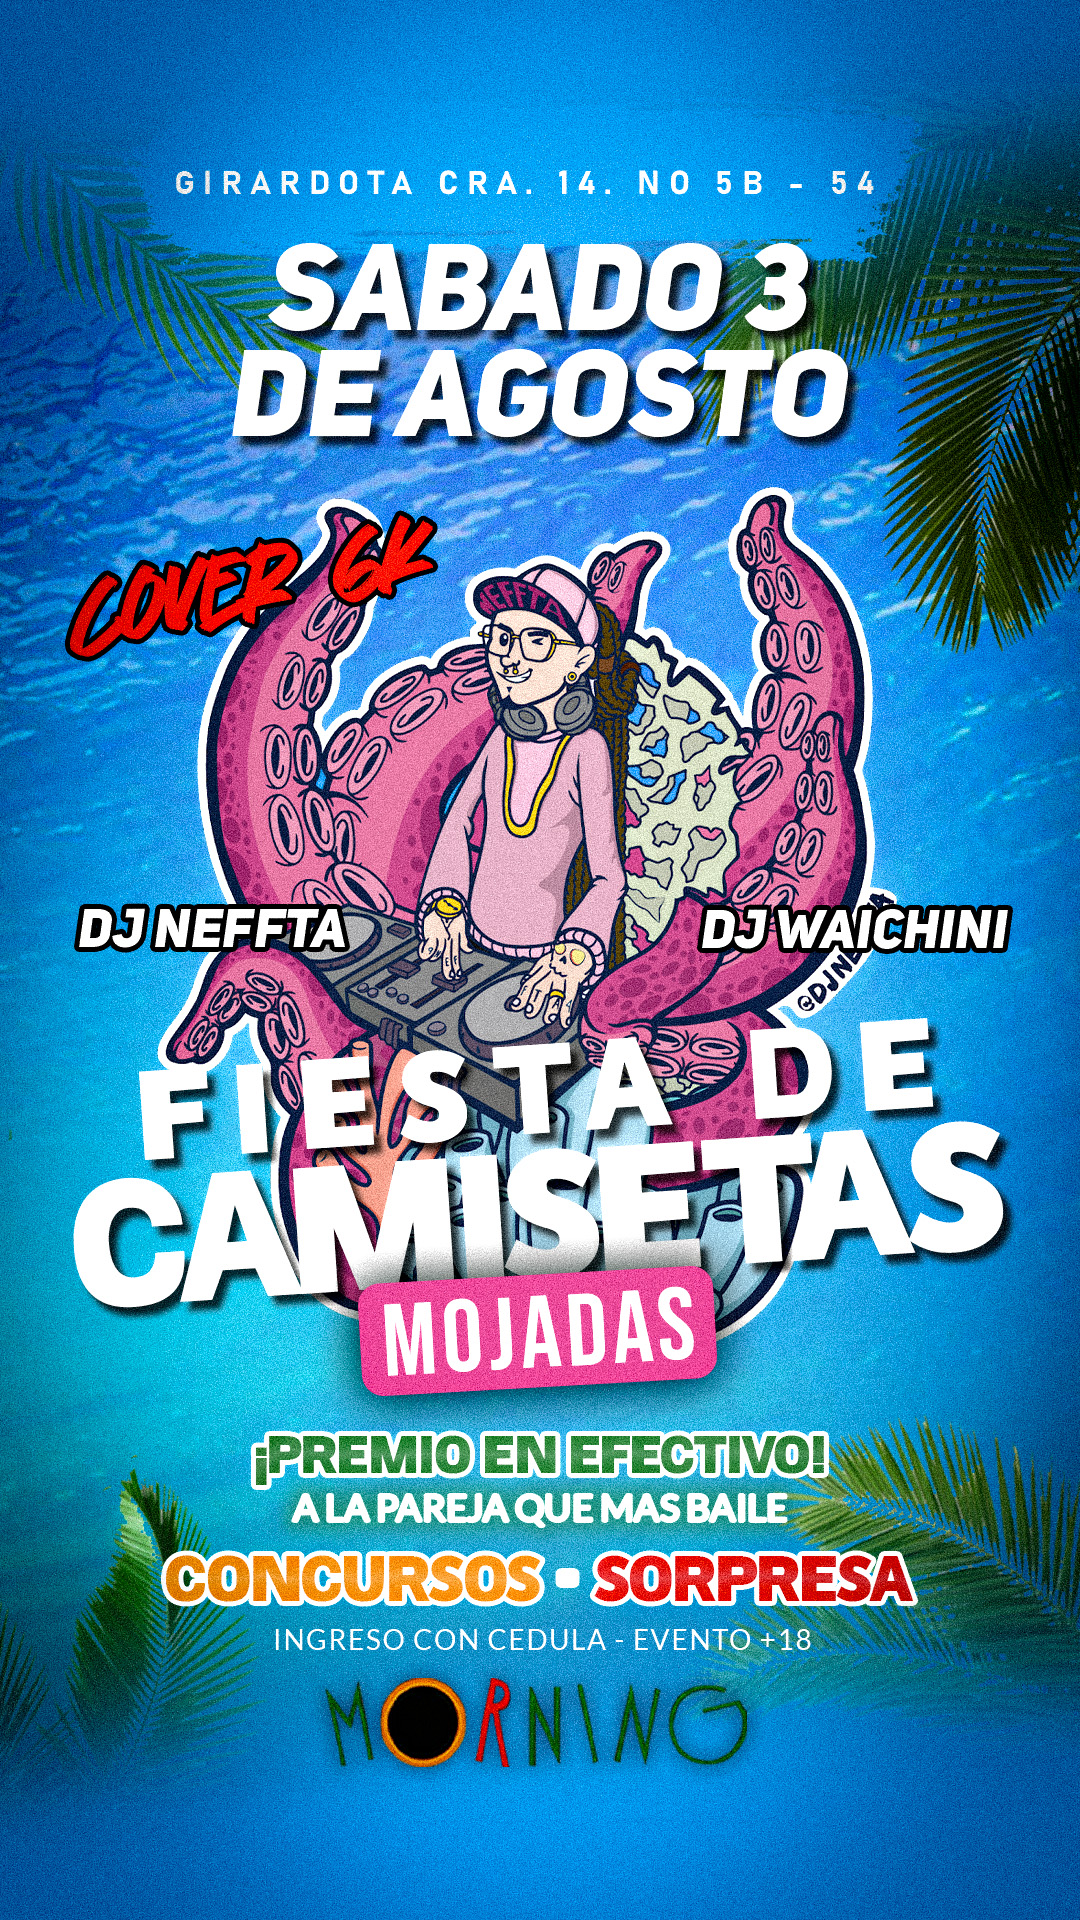 GIRARDOTA CRA. 14. NO 5B - 54
SABADO 3
DE AGOSTO
COVER 6K
NEFFTA
DJ NEFFTA
DJ WAICHINI
FIESTA DE
CAMISETAS
MOJADAS
¡PREMIO EN EFECTIVO!
A LA PAREJA QUE MAS BAILE
CONCURSOS - SORPRESA
INGRESO CON CEDULA - EVENTO +18
MORNING